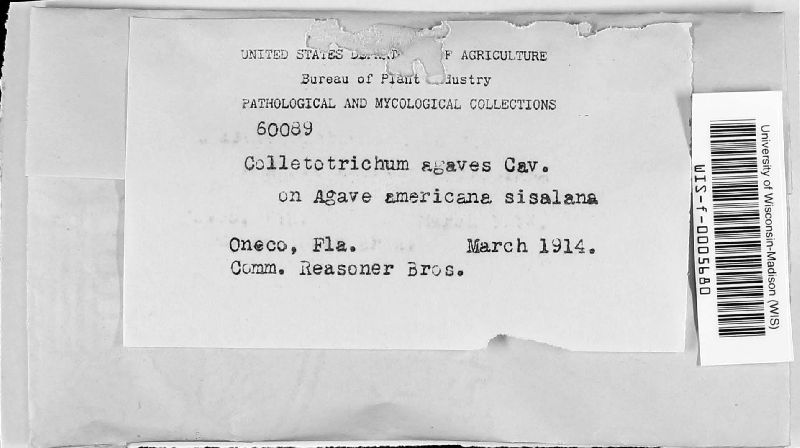 UNITED STATES F AGRICULTURE
Bureau of Plant
PATHOLOGICAL AND MYCOLOGICAL COLLECTIONS
60089
Colletotrichum agaves Cav.
on Agave americana sisalana
Oneco, Fla. March 1914.
Comm. Reasoner Bros.
University of Wisconsin-Madison (WIS)
WIS-f-0005680